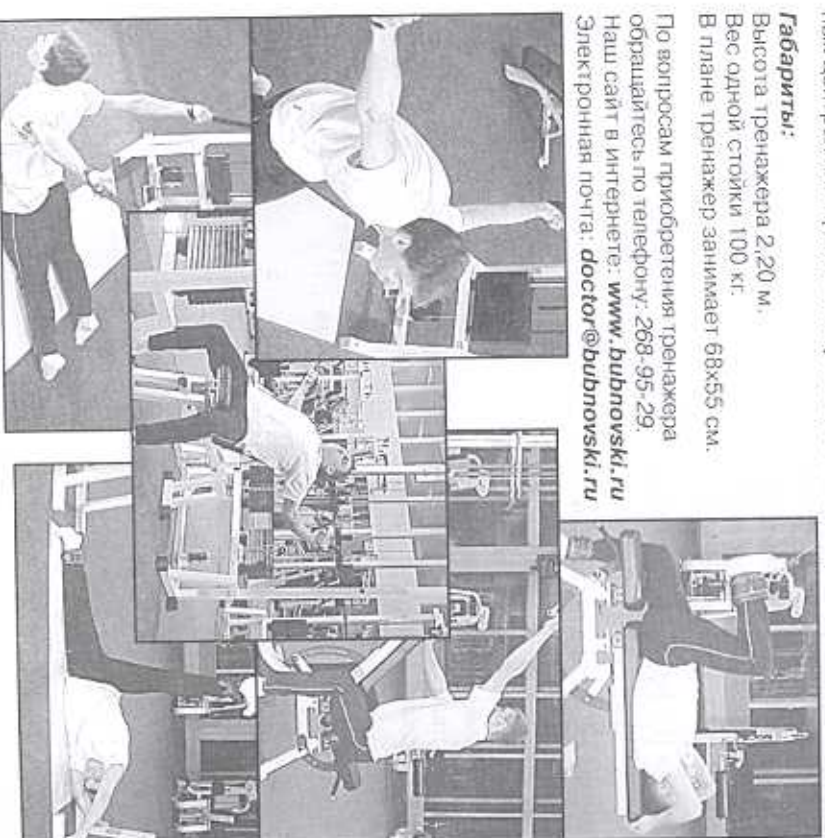 Габариты:
Высота тренажера 2,20 м.
Вес одной стойки 100 кг.
В плане тренажер занимает 68х55 см.
По вопросам приобретения тренажера
обращайтесь по телефону: 268-95-29.
Наш сайт в интернете: www.bubnovski.ru
Электронная почта: doctor@bubnovski.ru